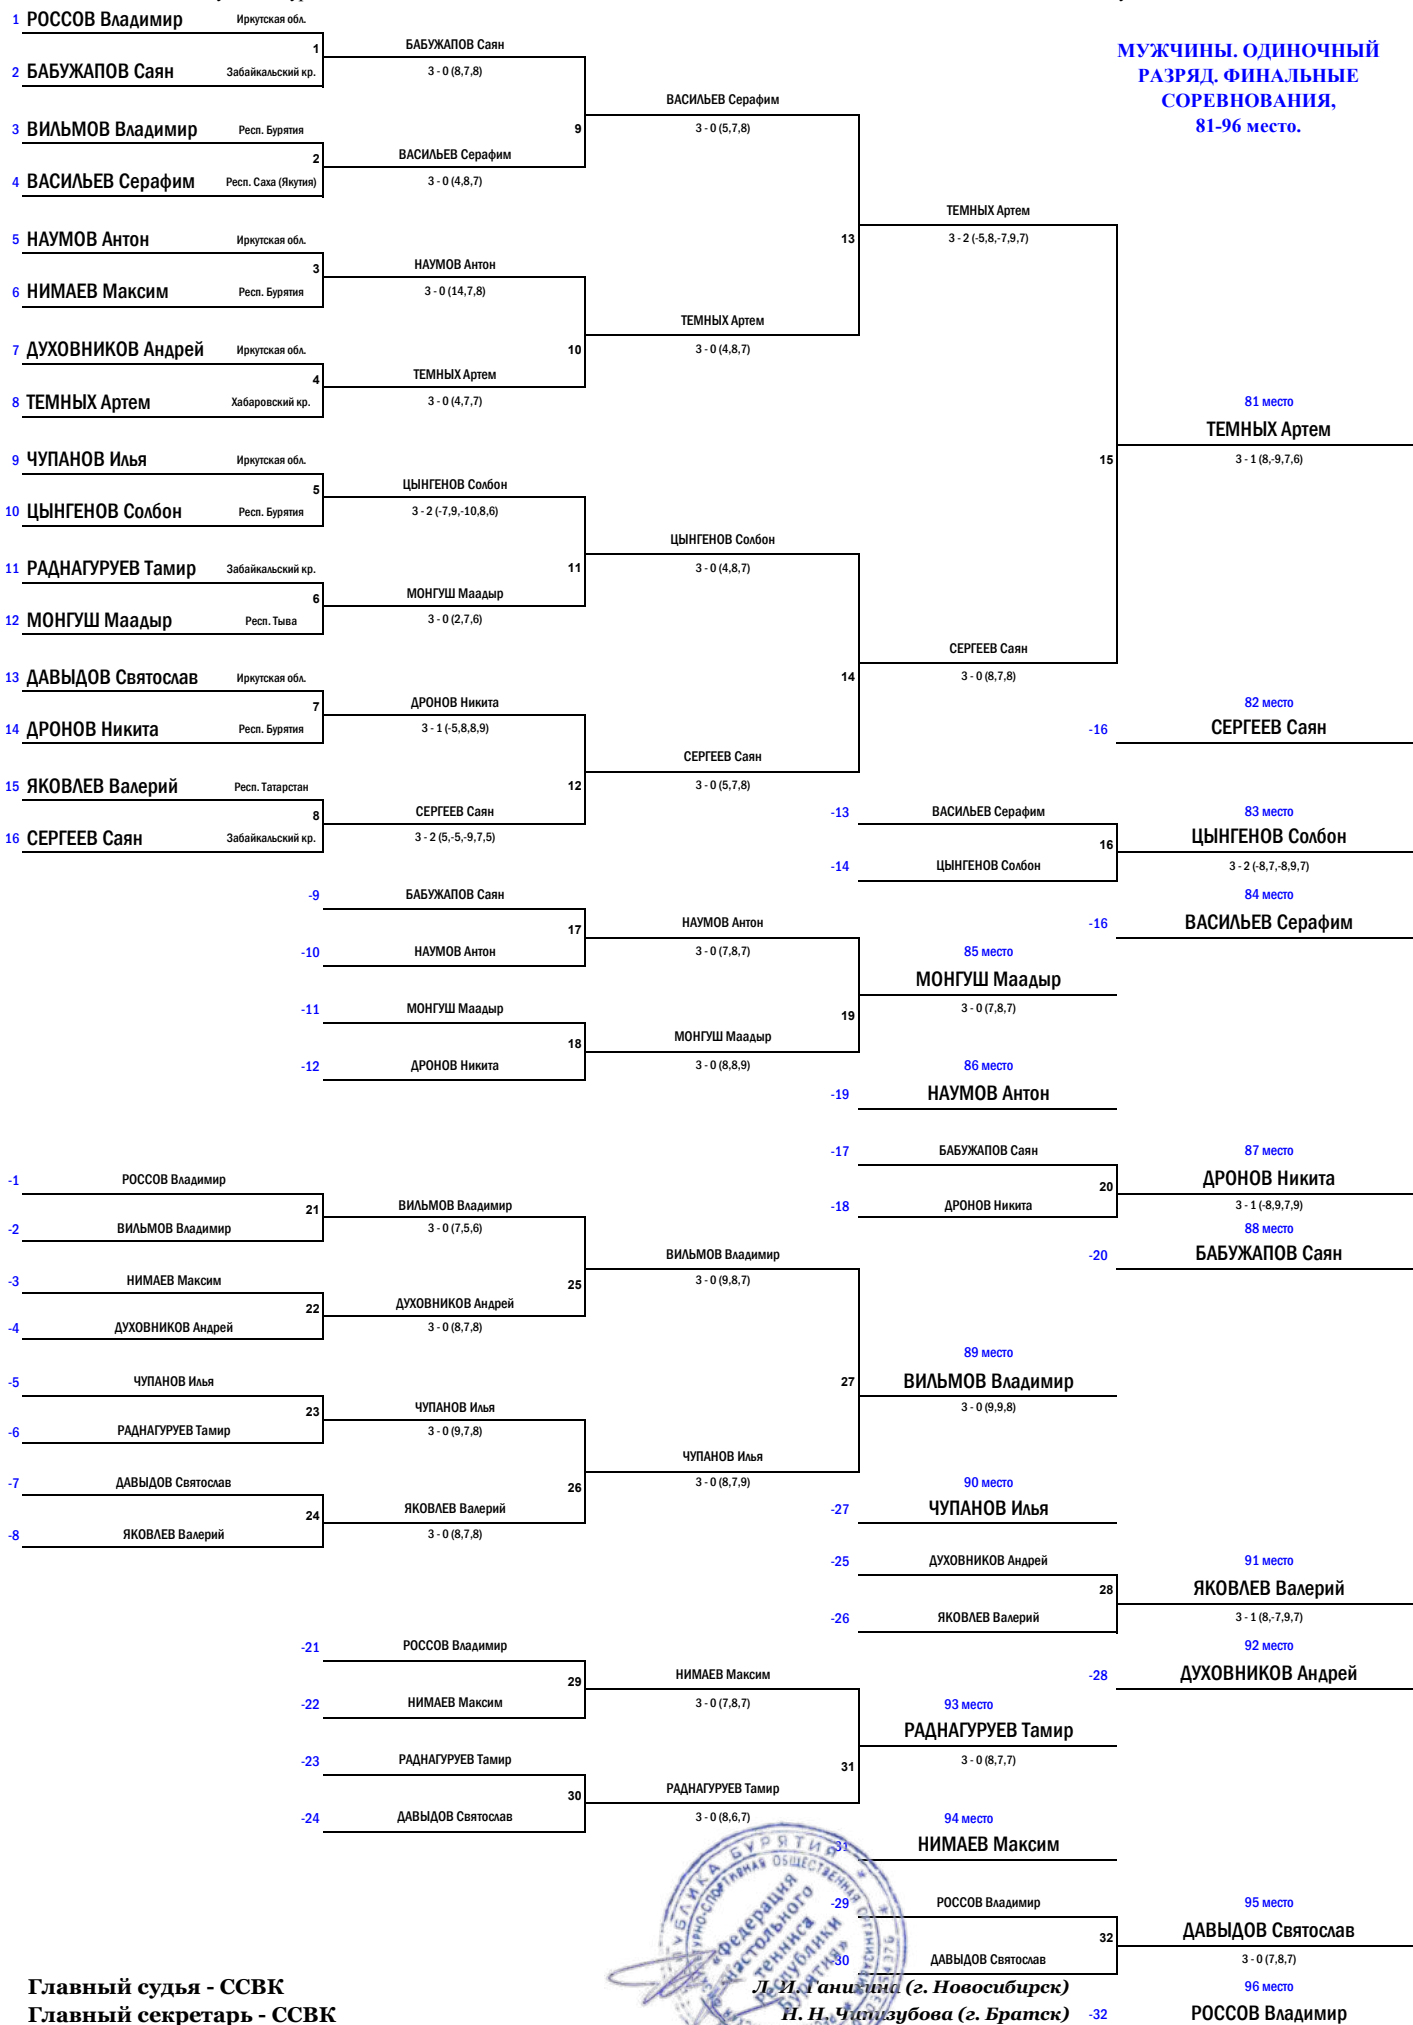 МУЖЧИНЫ. ОДИНОЧНЫЙ
РАЗРЯД. ФИНАЛЬНЫЕ
СОРЕВНОВАНИЯ,
81-96 место.
1 РОССОВ Владимир Иркутская обл.
1
2 БАБУЖАПОВ Саян Забайкальский кр.
3 ВИЛЬМОВ Владимир Респ. Бурятия
2
4 ВАСИЛЬЕВ Серафим Респ. Саха (Якутия)
5 НАУМОВ Антон Иркутская обл.
3
6 НИМАЕВ Максим Респ. Бурятия
7 ДУХОВНИКОВ Андрей Иркутская обл.
4
8 ТЕМНЫХ Артем Хабаровский кр.
9 ЧУПАНОВ Илья Иркутская обл.
5
10 ЦЫНГЕНОВ Солбон Респ. Бурятия
11 РАДНАГУРУЕВ Тамир Забайкальский кр.
6
12 МОНГУШ Маадыр Респ. Тыва
13 ДАВЫДОВ Святослав Иркутская обл.
7
14 ДРОНОВ Никита Респ. Бурятия
15 ЯКОВЛЕВ Валерий Респ. Татарстан
8
16 СЕРГЕЕВ Саян Забайкальский кр.
БАБУЖАПОВ Саян
3 - 0 (8,7,8)
9
ВАСИЛЬЕВ Серафим
3 - 0 (4,8,7)
НАУМОВ Антон
3 - 0 (14,7,8)
10
ТЕМНЫХ Артем
3 - 0 (4,7,7)
ЦЫНГЕНОВ Солбон
3 - 2 (-7,9,-10,8,6)
11
МОНГУШ Маадыр
3 - 0 (2,7,6)
ДРОНОВ Никита
3 - 1 (-5,8,8,9)
12
СЕРГЕЕВ Саян
3 - 2 (5,-5,-9,7,5)
ВАСИЛЬЕВ Серафим
3 - 0 (5,7,8)
13
ТЕМНЫХ Артем
3 - 0 (4,8,7)
ЦЫНГЕНОВ Солбон
3 - 0 (4,8,7)
14
СЕРГЕЕВ Саян
3 - 0 (5,7,8)
ТЕМНЫХ Артем
3 - 2 (-5,8,-7,9,7)
15
СЕРГЕЕВ Саян
3 - 0 (8,7,8)
81 место
ТЕМНЫХ Артем
3 - 1 (8,-9,7,6)
82 место
-16 СЕРГЕЕВ Саян
-13 ВАСИЛЬЕВ Серафим
16
-14 ЦЫНГЕНОВ Солбон
83 место
ЦЫНГЕНОВ Солбон
3 - 2 (-8,7,-8,9,7)
84 место
-16 ВАСИЛЬЕВ Серафим
-9 БАБУЖАПОВ Саян
17
-10 НАУМОВ Антон
-11 МОНГУШ Маадыр
18
-12 ДРОНОВ Никита
НАУМОВ Антон
3 - 0 (7,8,7)
19
МОНГУШ Маадыр
3 - 0 (8,8,9)
85 место
МОНГУШ Маадыр
3 - 0 (7,8,7)
86 место
-19 НАУМОВ Антон
-17 БАБУЖАПОВ Саян
20
-18 ДРОНОВ Никита
87 место
ДРОНОВ Никита
3 - 1 (-8,9,7,9)
88 место
-20 БАБУЖАПОВ Саян
-1 РОССОВ Владимир
21
-2 ВИЛЬМОВ Владимир
-3 НИМАЕВ Максим
22
-4 ДУХОВНИКОВ Андрей
-5 ЧУПАНОВ Илья
23
-6 РАДНАГУРУЕВ Тамир
-7 ДАВЫДОВ Святослав
24
-8 ЯКОВЛЕВ Валерий
ВИЛЬМОВ Владимир
3 - 0 (7,5,6)
25
ДУХОВНИКОВ Андрей
3 - 0 (8,7,8)
ЧУПАНОВ Илья
3 - 0 (9,7,8)
26
ЯКОВЛЕВ Валерий
3 - 0 (8,7,8)
ВИЛЬМОВ Владимир
3 - 0 (9,8,7)
27
ЧУПАНОВ Илья
3 - 0 (8,7,9)
89 место
ВИЛЬМОВ Владимир
3 - 0 (9,9,8)
90 место
-27 ЧУПАНОВ Илья
-25 ДУХОВНИКОВ Андрей
28
-26 ЯКОВЛЕВ Валерий
91 место
ЯКОВЛЕВ Валерий
3 - 1 (8,-7,9,7)
92 место
-28 ДУХОВНИКОВ Андрей
-21 РОССОВ Владимир
29
-22 НИМАЕВ Максим
-23 РАДНАГУРУЕВ Тамир
30
-24 ДАВЫДОВ Святослав
НИМАЕВ Максим
3 - 0 (7,8,7)
31
РАДНАГУРУЕВ Тамир
3 - 0 (8,6,7)
93 место
РАДНАГУРУЕВ Тамир
3 - 0 (8,7,7)
94 место
-31 НИМАЕВ Максим
-29 РОССОВ Владимир
32
-30 ДАВЫДОВ Святослав
95 место
ДАВЫДОВ Святослав
3 - 0 (7,8,7)
96 место
-32 РОССОВ Владимир
«Федерация
настольного
тенниса
Республики
Бурятия»
Главный судья - ССВК Л. И. (г. Новосибирск)
Главный секретарь - ССВК Н. Н. (г. Братск)